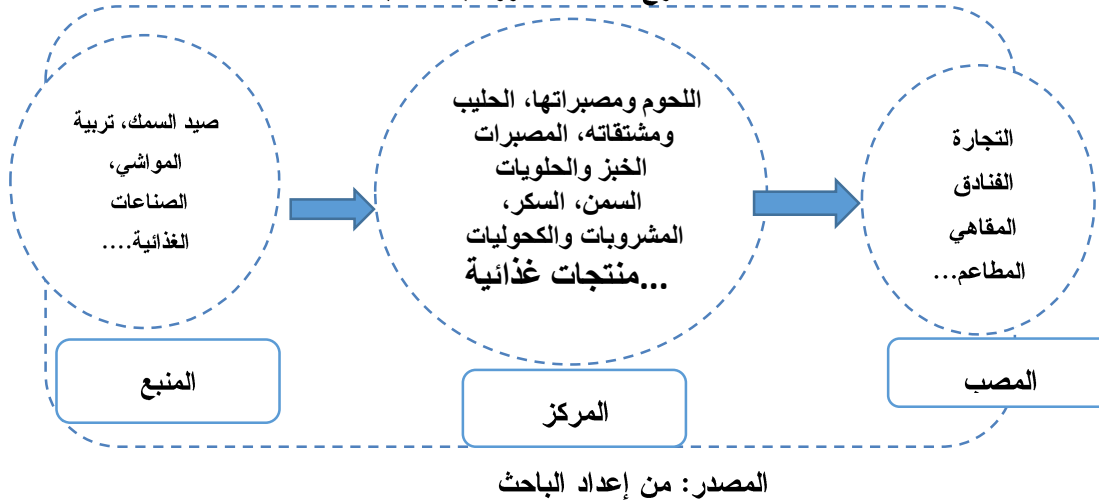 صيد السمك، تربية
المواشي،
الصناعات
الغذائية....
المنبع
اللحوم ومصبراتها، الحليب
ومشتقاته، المصبرات
الخبز والحلويات
السمن، السكر،
المشروبات والكحوليات
...منتجات غذائية
المركز
التجارة
الفنادق
المقاهي
المطاعم...
المصب
المصدر: من إعداد الباحث